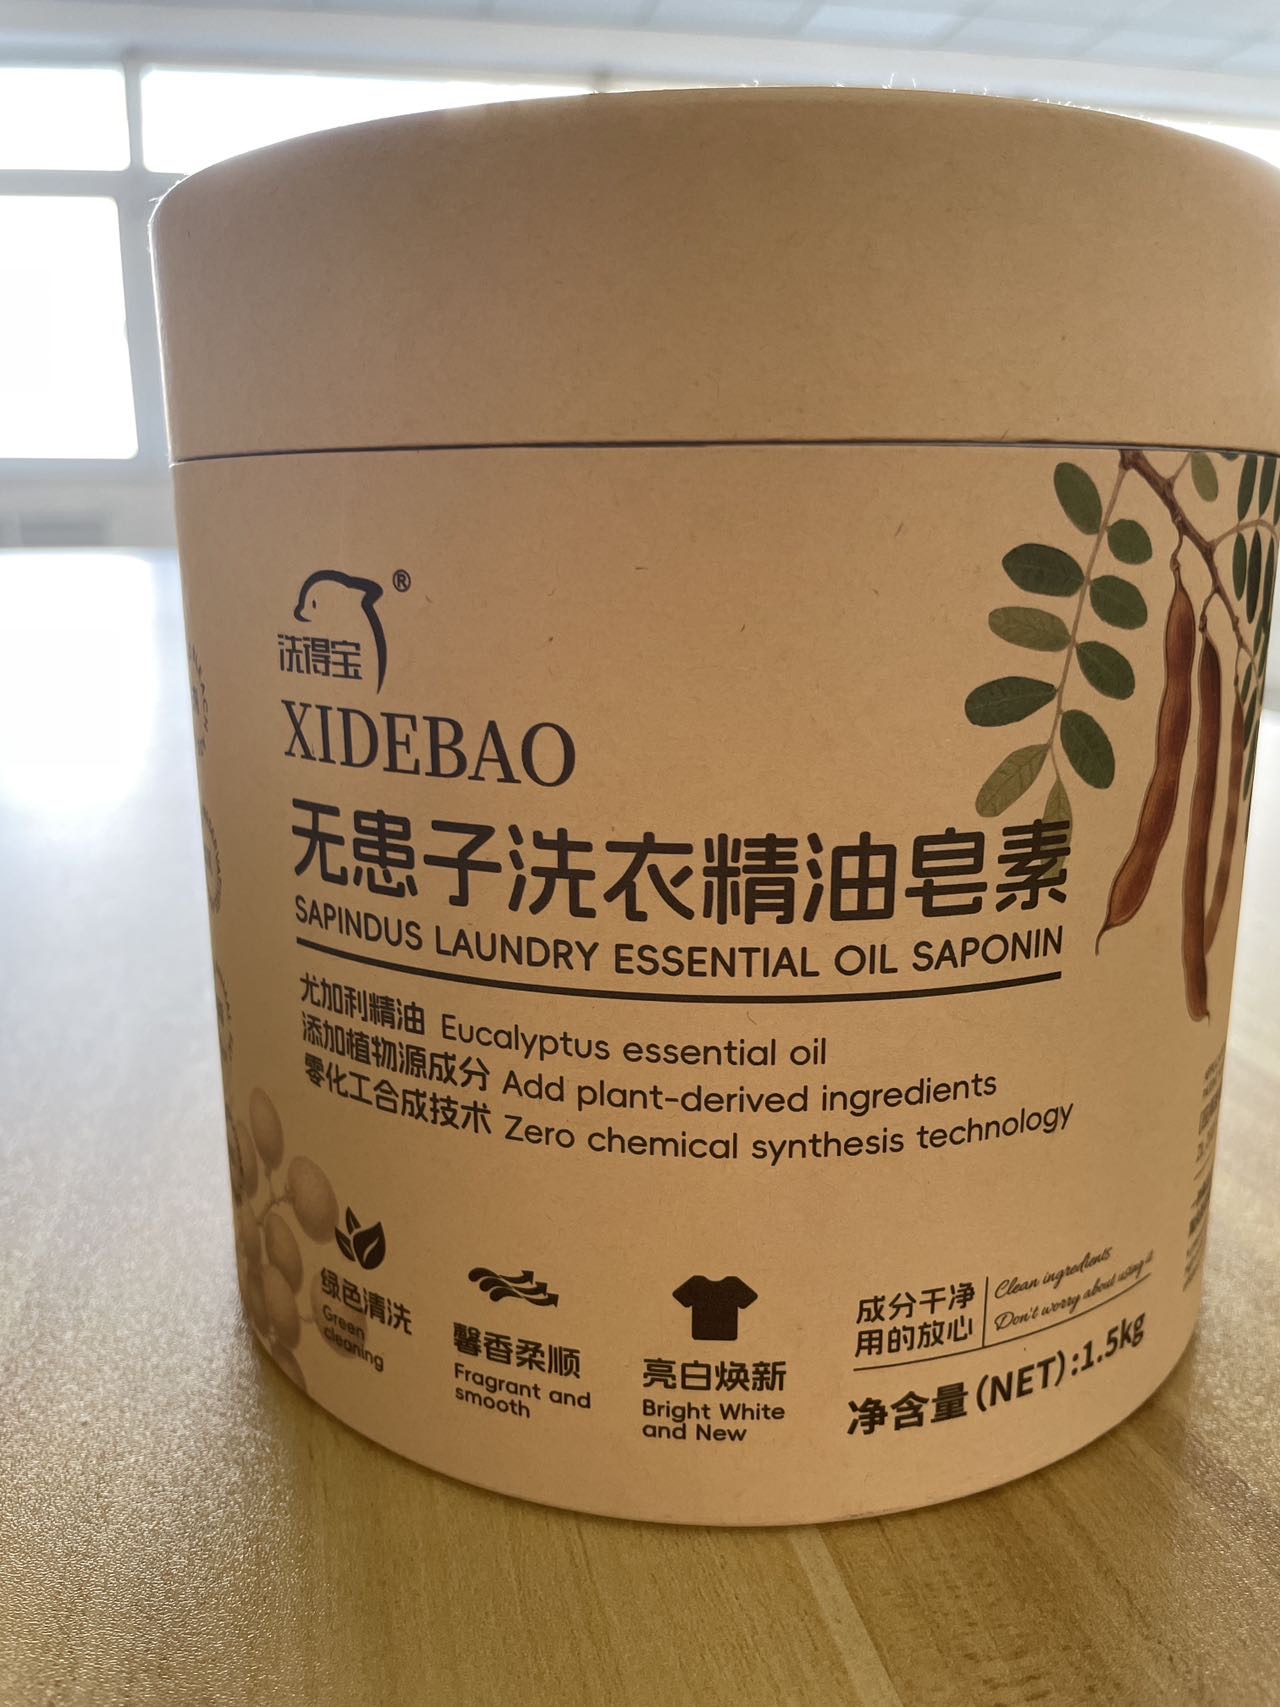 ®
洗得宝
XIDEBAO
无患子洗衣精油皂素
SAPINDUS LAUNDRY ESSENTIAL OIL SAPONIN
尤加利精油 Eucalyptus essential oil
添加植物源成分 Add plant-derived ingredients
零化工合成技术 Zero chemical synthesis technology
绿色清洗
Green
cleaning
馨香柔顺
Fragrant and
smooth
亮白焕新
Bright White
and New
成分干净
用的放心
Clean ingredients
Don't worry about using it
净含量(NET):1.5kg